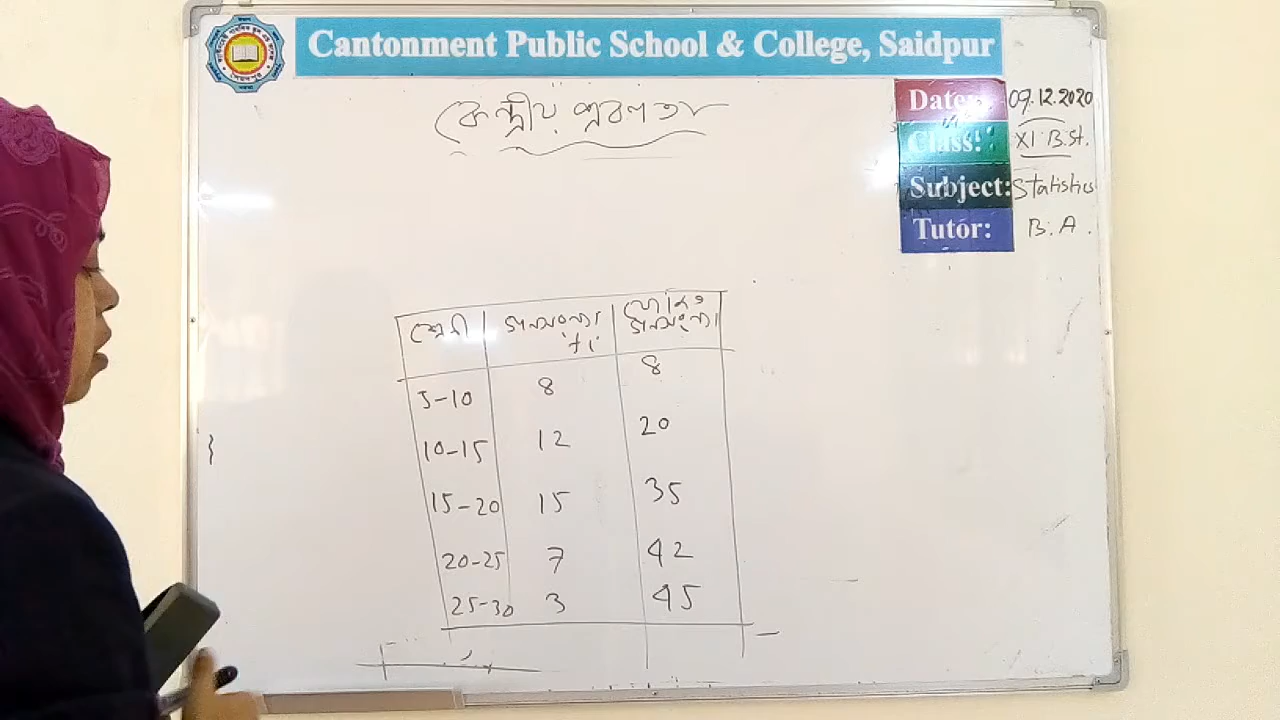 Cantonment Public School & College, Saidpur
কেন্দ্রীয় প্রবণতা
Date: 09.12.2020
Class: XI B.St.
Subject: Statistics
Tutor: B.A.
শ্রেণী গণসংখ্যা fi যোজিত গণসংখ্যা
5-10 8 8
10-15 12 20
15-20 15 35
20-25 7 42
25-30 3 45